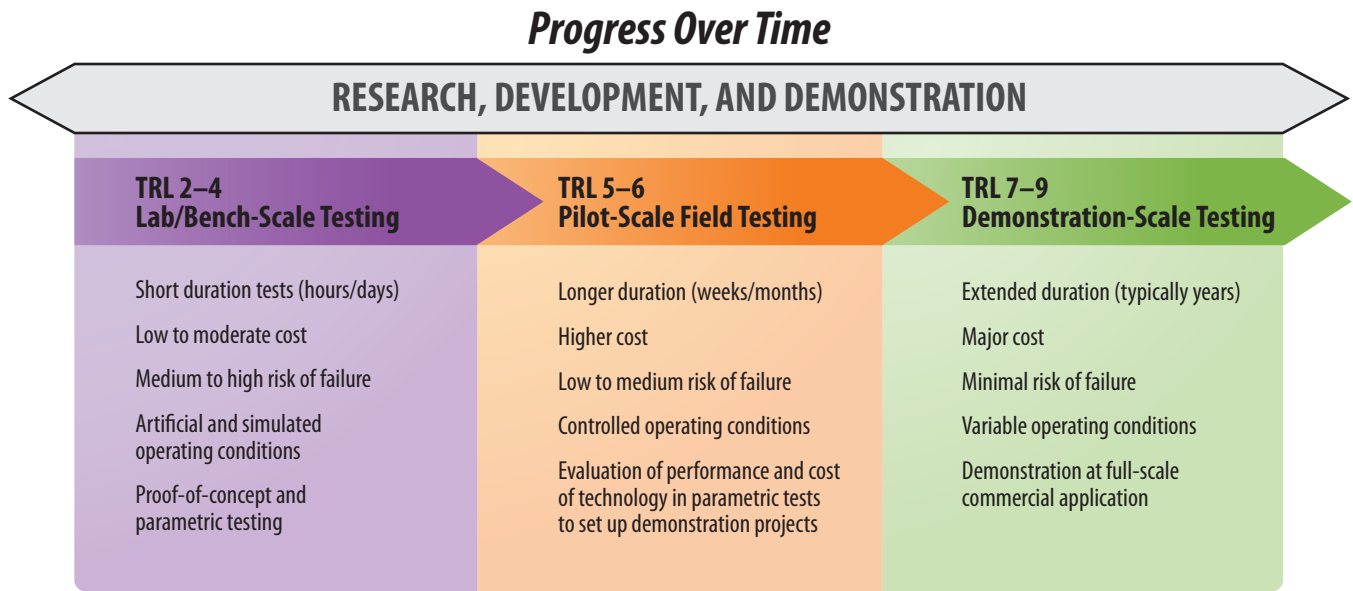 Progress Over Time
RESEARCH, DEVELOPMENT, AND DEMONSTRATION
TRL 2–4
Lab/Bench-Scale Testing
Short duration tests (hours/days)
Low to moderate cost
Medium to high risk of failure
Artificial and simulated
operating conditions
Proof-of-concept and
parametric testing
TRL 5–6
Pilot-Scale Field Testing
Longer duration (weeks/months)
Higher cost
Low to medium risk of failure
Controlled operating conditions
Evaluation of performance and cost
of technology in parametric tests
to set up demonstration projects
TRL 7–9
Demonstration-Scale Testing
Extended duration (typically years)
Major cost
Minimal risk of failure
Variable operating conditions
Demonstration at full-scale
commercial application